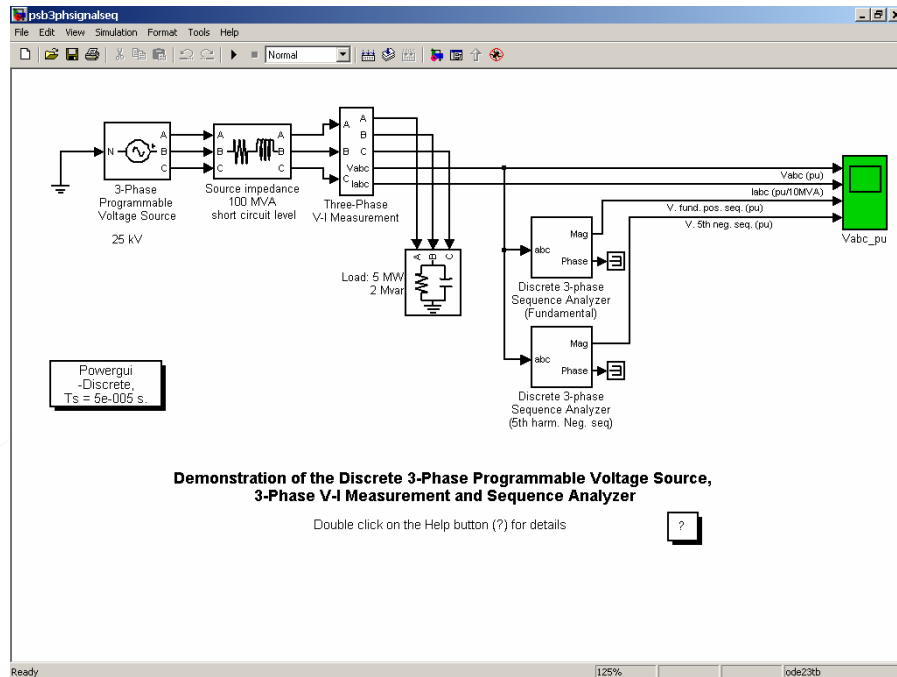 psb3phsignalseq
File Edit View Simulation Format Tools Help
Normal
A
B
C
N
A
B
C
A
B
C
A
B
C
A
B
C
Vabc
Iabc
3-Phase
Programmable
Voltage Source
25 kV
Source impedance
100 MVA
short circuit level
Three-Phase
V-I Measurement
Vabc (pu)
Iabc (pu/10MVA)
V. fund. pos. seq. (pu)
V. 5th neg. seq. (pu)
Vabc_pu
A B C
Load: 5 MW
2 Mvar
abc
Mag
Phase
Discrete 3-phase
Sequence Analyzer
(Fundamental)
abc
Mag
Phase
Discrete 3-phase
Sequence Analyzer
(5th harm. Neg. seq)
Powergui
-Discrete,
Ts = 5e-005 s.
Demonstration of the Discrete 3-Phase Programmable Voltage Source,
3-Phase V-I Measurement and Sequence Analyzer
Double click on the Help button (?) for details
?
Ready
125%
ode23tb